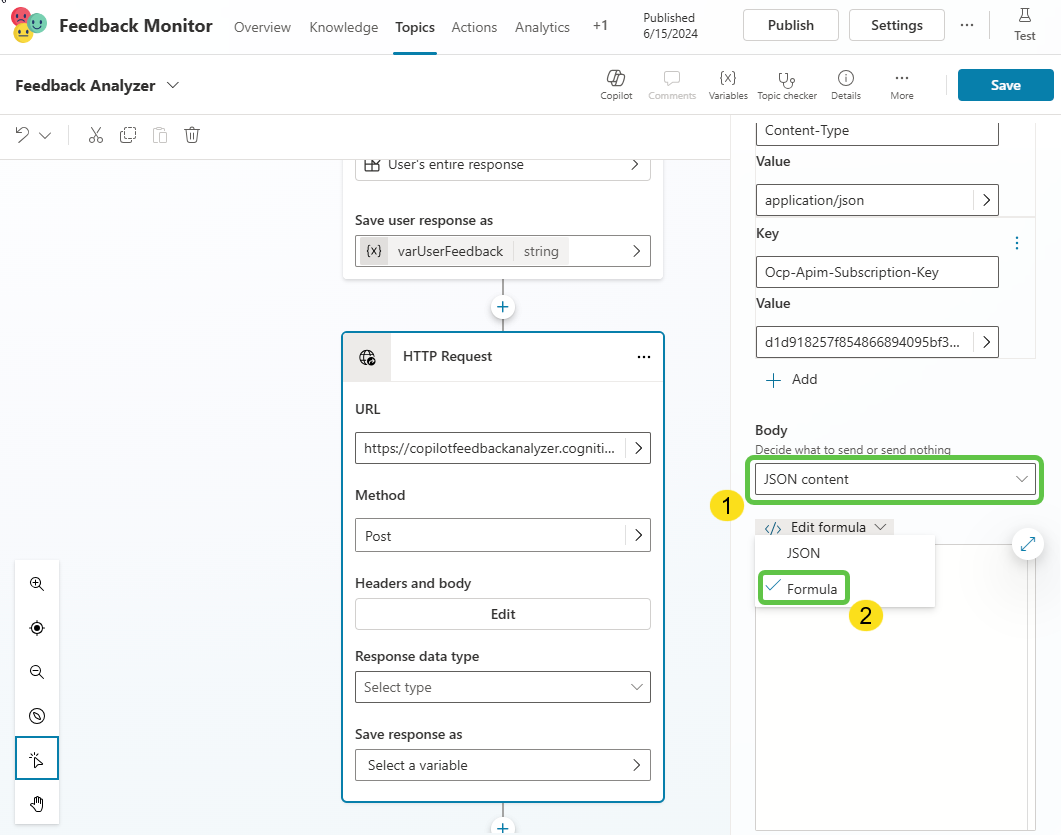 Feedback Monitor
Overview Knowledge Topics Actions Analytics +1
Published
6/15/2024
Publish Settings ...
Test
Feedback Analyzer
Copilot Comments {x} Variables Topic checker Details ... More
Save
User's entire response
Save user response as
{x} varUserFeedback string
HTTP Request ...
URL
https://copilotfeedbackanalyzer.cogniti...
Method
Post
Headers and body
Edit
Response data type
Select type
Save response as
Select a variable
Content-Type
Value
application/json
Key
Ocp-Apim-Subscription-Key
Value
d1d918257f854866894095bf3...
Add
Body
Decide what to send or send nothing
JSON content
1
</> Edit formula
JSON
Formula
2